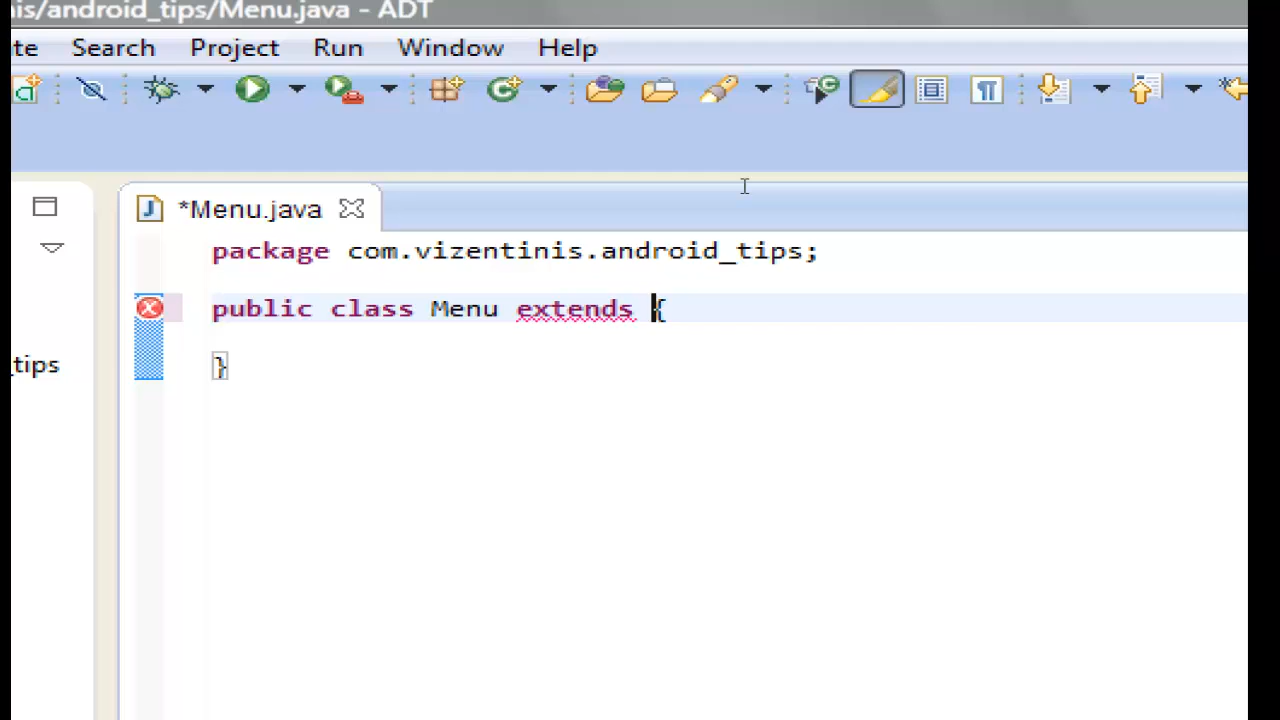 is/android_tips/Menu.java - ADT
te Search Project Run Window Help
*Menu.java
package com.vizentinis.android_tips;
public class Menu extends {
_tips
}